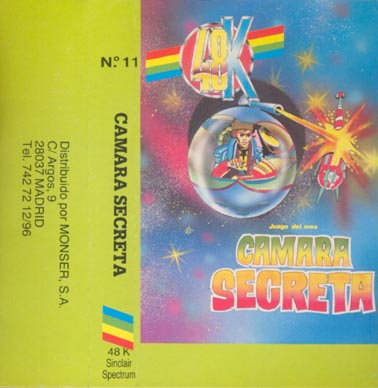 Distribuido por MONSER, S.A.
C/ Argos, 9
28037 MADRID
Tel. 742 72 12/96
N.º 11
CAMARA SECRETA
48 K
Sinclair
Spectrum
48K
Juego del mes
CAMARA
SECRETA